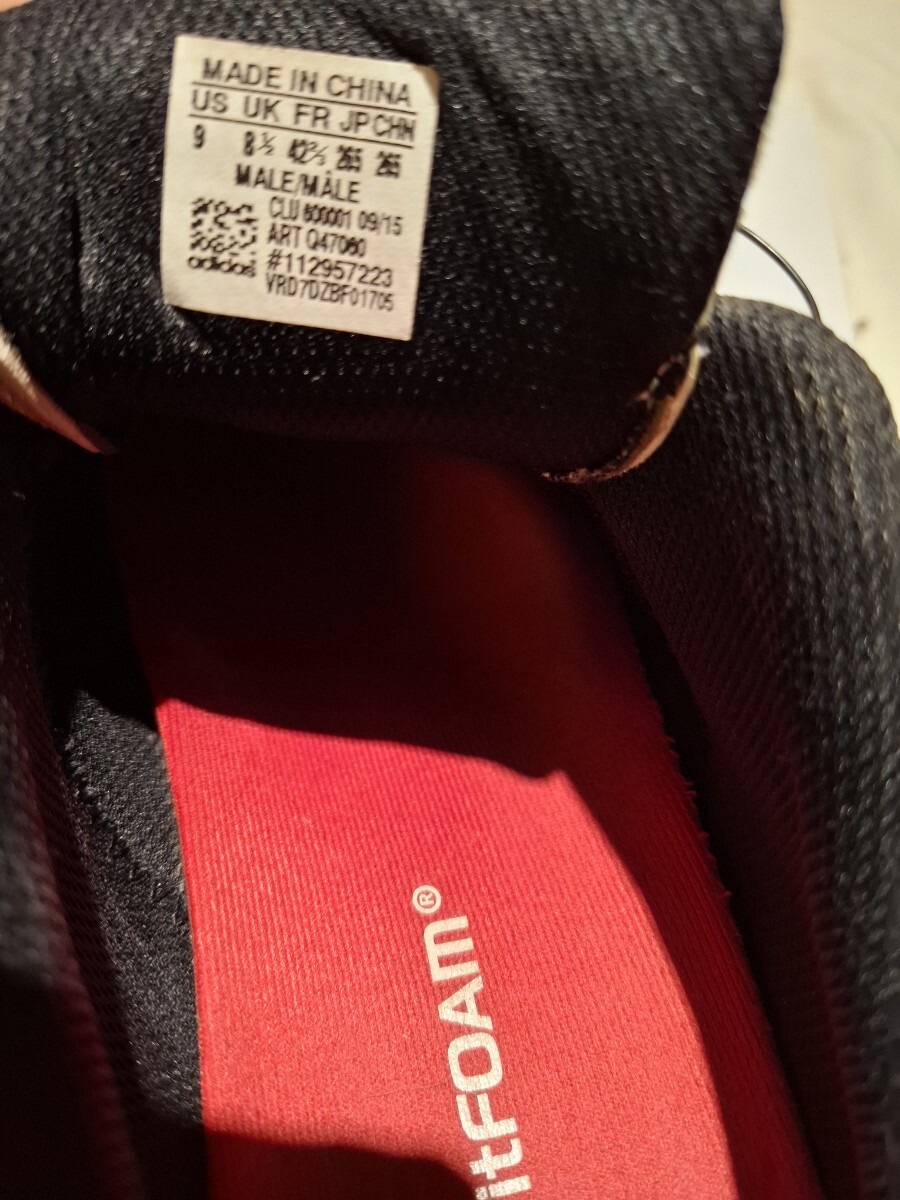 MADE IN CHINA
US UK FR JP CHN
9 8½ 42⅔ 265 265
MALE/MÂLE
CLU 600001 09/15
ART Q47060
#112957223
VRD7DZBF01705
adidas
itFOAM®